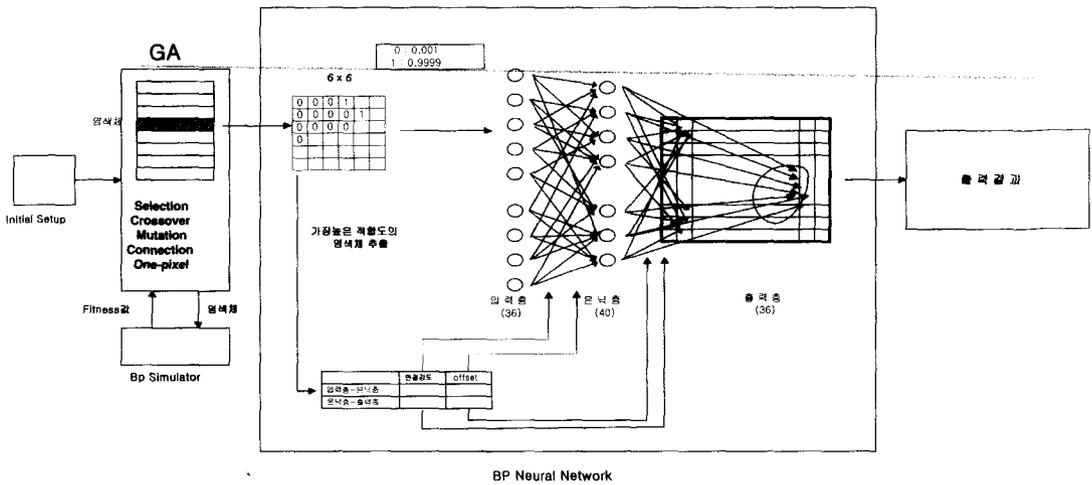 GA
염색체
Selection
Crossover
Mutation
Connection
One-pixel
Initial Setup
Fitness값
염색체
Bp Simulator
0 : 0.001
1 : 0.9999
6 x 6
0 0 0 1
0 0 0 0 1
0 0 0 0
0
가장높은 적합도의
염색체 추출
입력층
(36)
은닉층
(40)
출력층
(36)
연결강도 offset
입력층-은닉층
은닉층-출력층
출력결과
BP Neural Network